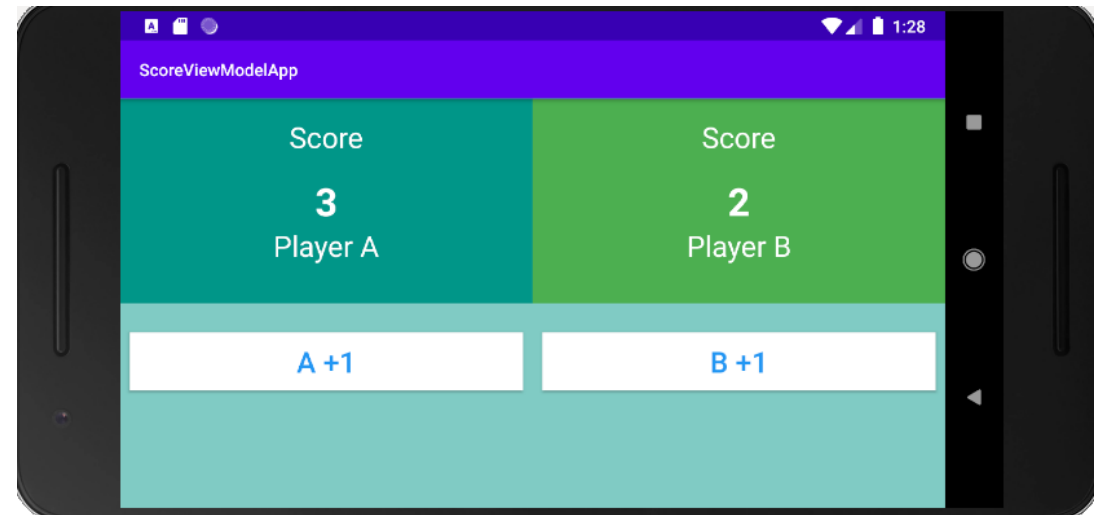 1:28
ScoreViewModelApp
Score
3
Player A
Score
2
Player B
A +1
B +1